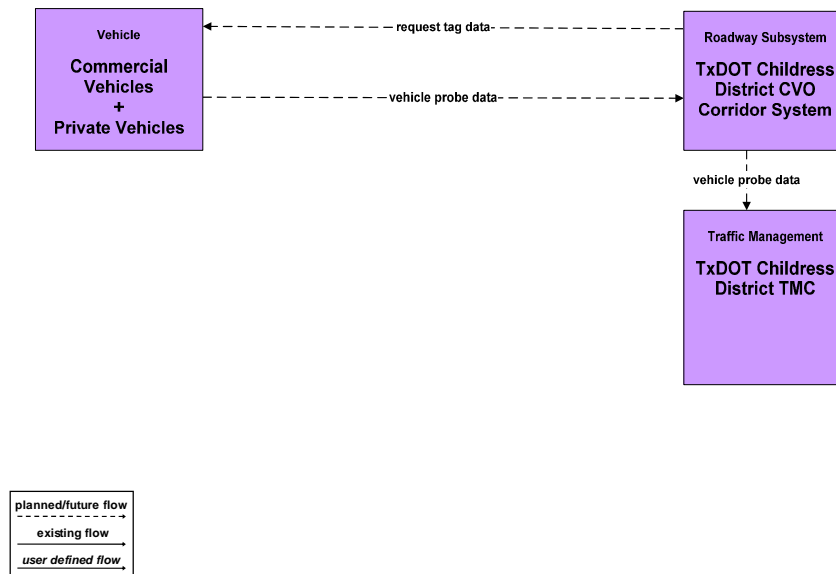 Vehicle
Commercial
Vehicles
+
Private Vehicles
request tag data
vehicle probe data
Roadway Subsystem
TxDOT Childress
District CVO
Corridor System
vehicle probe data
Traffic Management
TxDOT Childress
District TMC
planned/future flow
existing flow
user defined flow